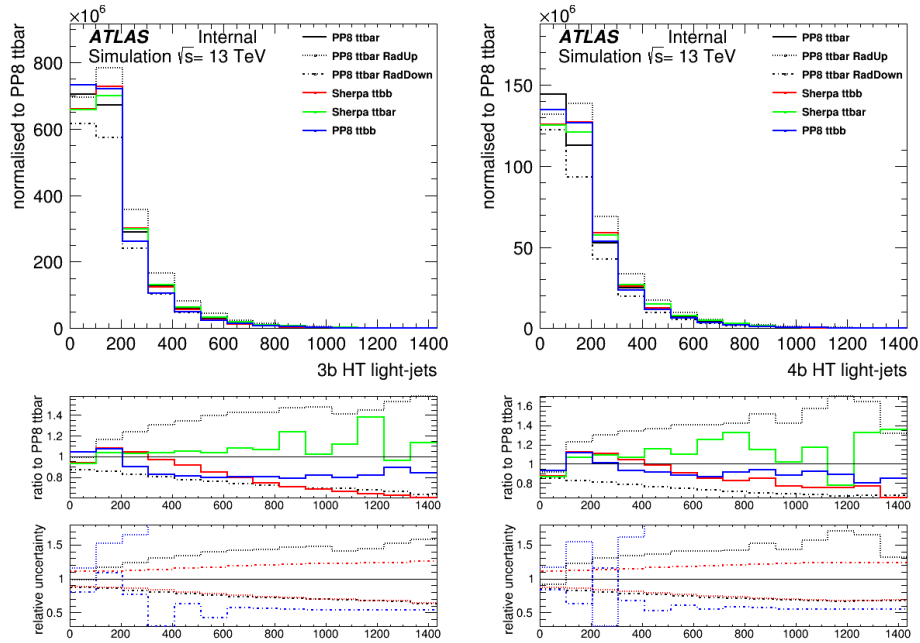 ×10⁶
ATLAS Internal
Simulation √s= 13 TeV
PP8 ttbar
PP8 ttbar RadUp
PP8 ttbar RadDown
Sherpa ttbb
Sherpa ttbar
PP8 ttbb
normalised to PP8 ttbar
800
600
400
200
0
0 200 400 600 800 1000 1200 1400
3b HT light-jets
ratio to PP8 ttbar
1.4
1.2
1
0.8
0 200 400 600 800 1000 1200 1400
relative uncertainty
1.5
1
0.5
0 200 400 600 800 1000 1200 1400
×10⁶
ATLAS Internal
Simulation √s= 13 TeV
PP8 ttbar
PP8 ttbar RadUp
PP8 ttbar RadDown
Sherpa ttbb
Sherpa ttbar
PP8 ttbb
normalised to PP8 ttbar
150
100
50
0
0 200 400 600 800 1000 1200 1400
4b HT light-jets
ratio to PP8 ttbar
1.6
1.4
1.2
1
0.8
0 200 400 600 800 1000 1200 1400
relative uncertainty
1.5
1
0.5
0 200 400 600 800 1000 1200 1400